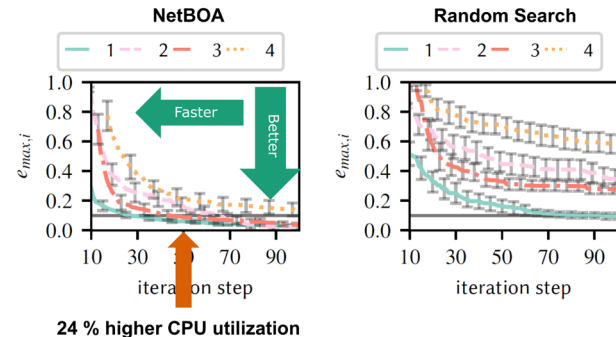 NetBOA
1 2 3 4
1.0
0.8
0.6
0.4
0.2
0.0
e_max,i
Faster
Better
10 30 50 70 90
iteration step
24 % higher CPU utilization
Random Search
1 2 3 4
1.0
0.8
0.6
0.4
0.2
0.0
e_max,i
10 30 50 70 90
iteration step